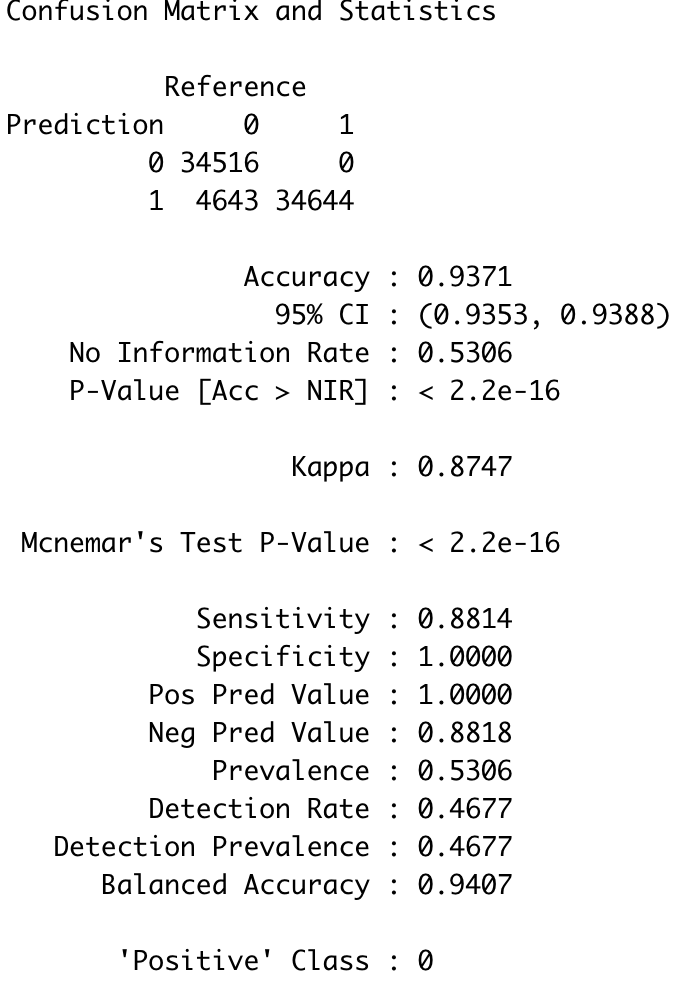 Confusion Matrix and Statistics
Reference
Prediction 0 1
0 34516 0
1 4643 34644
Accuracy : 0.9371
95% CI : (0.9353, 0.9388)
No Information Rate : 0.5306
P-Value [Acc > NIR] : < 2.2e-16
Kappa : 0.8747
Mcnemar's Test P-Value : < 2.2e-16
Sensitivity : 0.8814
Specificity : 1.0000
Pos Pred Value : 1.0000
Neg Pred Value : 0.8818
Prevalence : 0.5306
Detection Rate : 0.4677
Detection Prevalence : 0.4677
Balanced Accuracy : 0.9407
'Positive' Class : 0